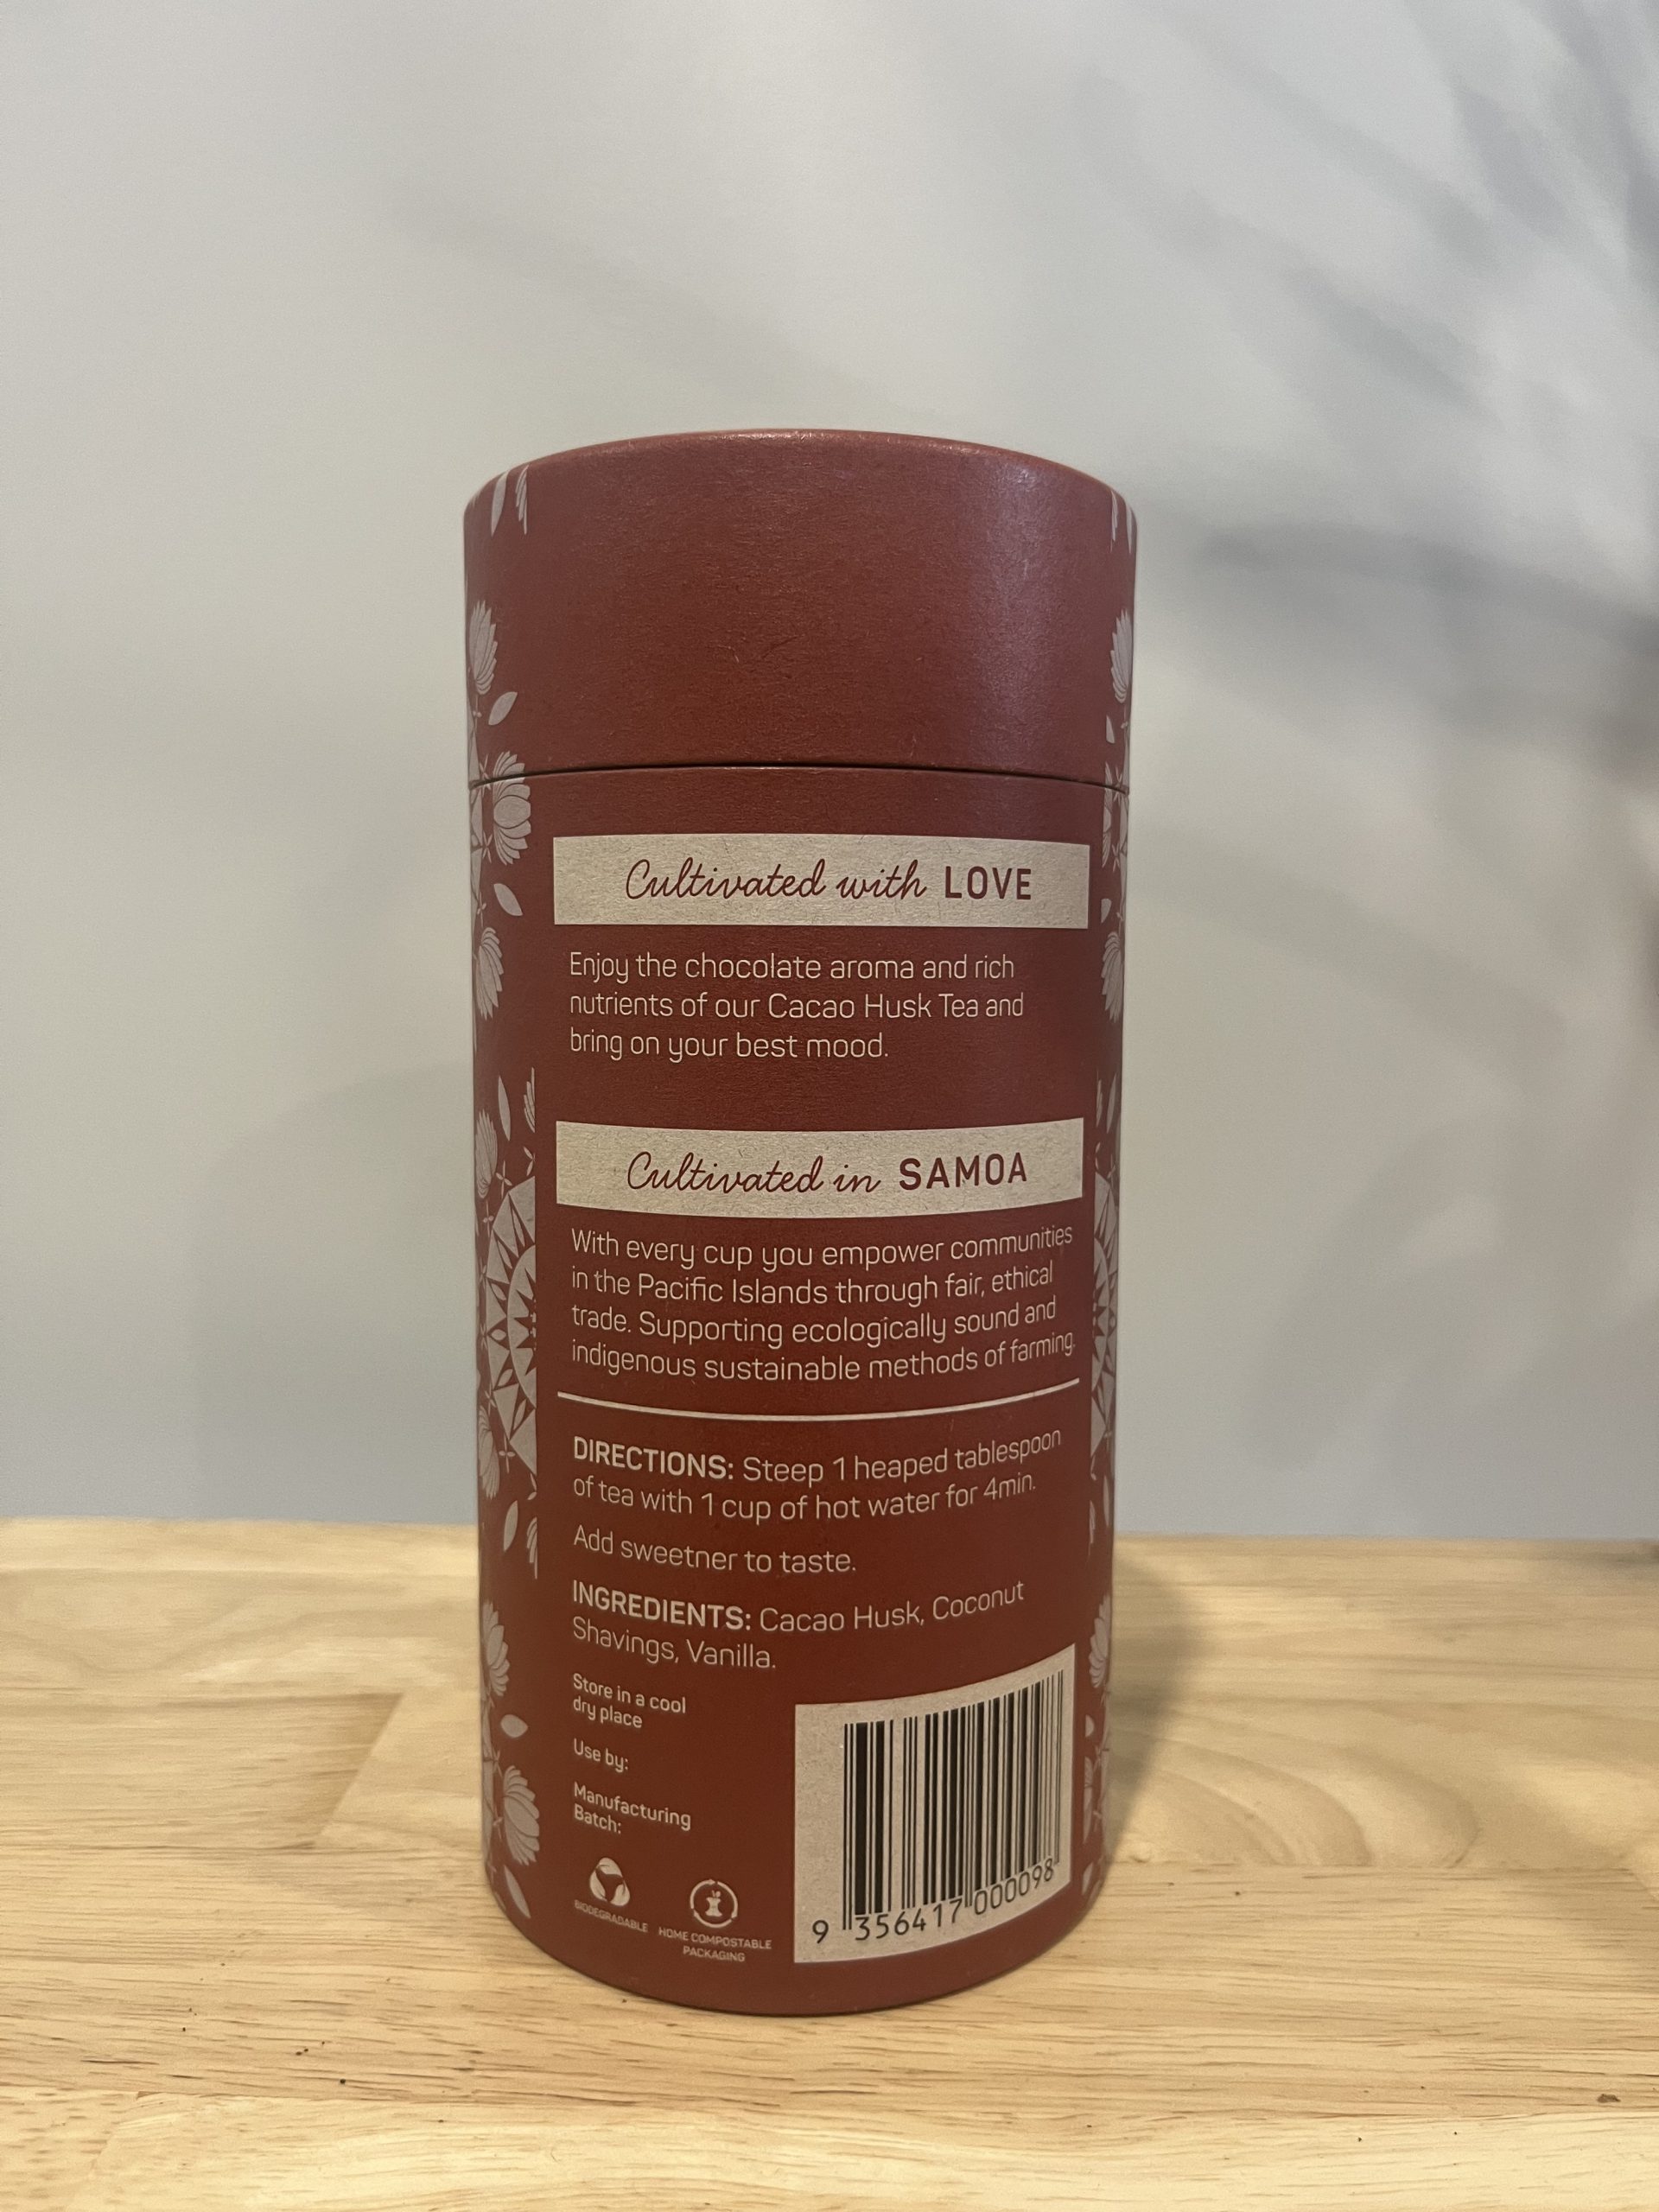 Cultivated with LOVE
Enjoy the chocolate aroma and rich
nutrients of our Cacao Husk Tea and
bring on your best mood.
Cultivated in SAMOA
With every cup you empower communities
in the Pacific Islands through fair, ethical
trade. Supporting ecologically sound and
indigenous sustainable methods of farming.
DIRECTIONS: Steep 1 heaped tablespoon
of tea with 1 cup of hot water for 4min.
Add sweetner to taste.
INGREDIENTS: Cacao Husk, Coconut
Shavings, Vanilla.
Store in a cool
dry place
Use by:
Manufacturing
Batch:
BIODEGRADABLE
HOME COMPOSTABLE
PACKAGING
9 356417 000098